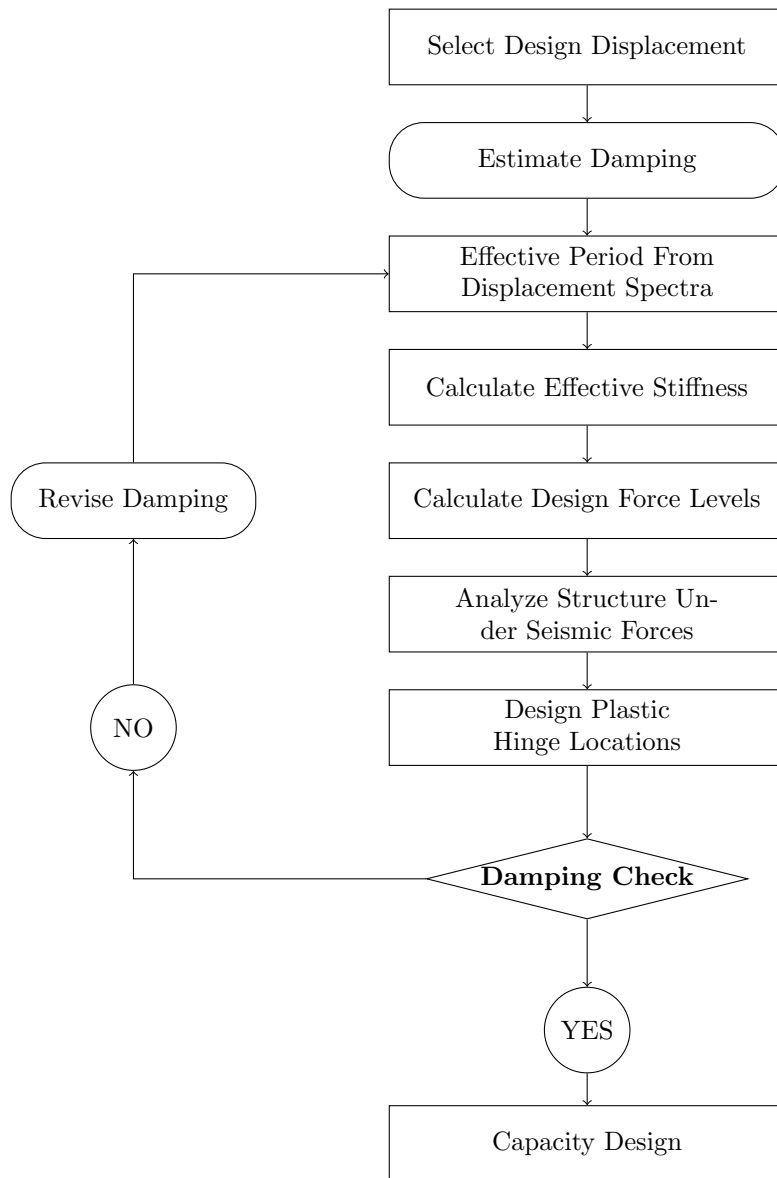 Select Design Displacement
Estimate Damping
Effective Period From
Displacement Spectra
Calculate Effective Stiffness
Revise Damping
Calculate Design Force Levels
Analyze Structure Un-
der Seismic Forces
NO
Design Plastic
Hinge Locations
Damping Check
YES
Capacity Design